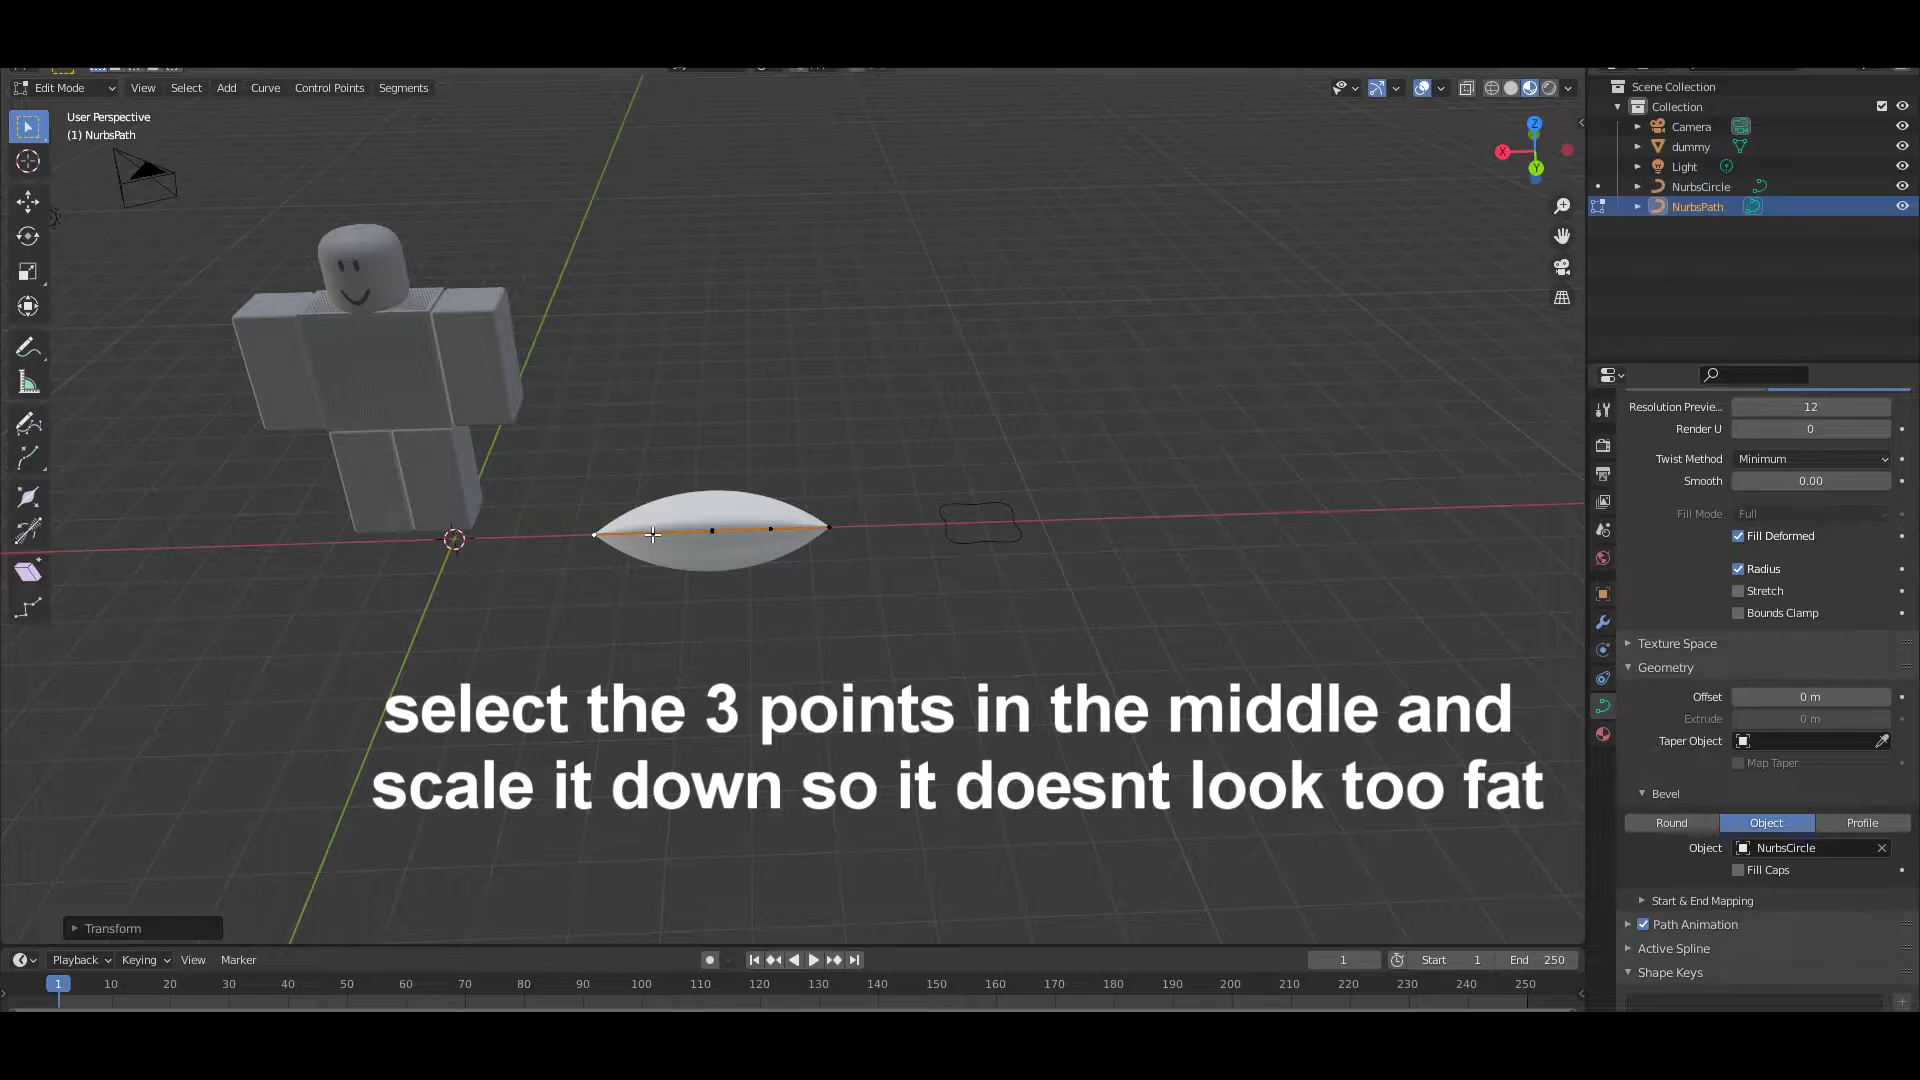 Edit Mode View Select Add Curve Control Points Segments
User Perspective
(1) NurbsPath
Z
X
Y
Scene Collection
Collection
Camera
dummy
Light
NurbsCircle
NurbsPath
Resolution Previe... 12
Render U 0
Twist Method Minimum
Smooth 0.00
Fill Mode Full
Fill Deformed
Radius
Stretch
Bounds Clamp
Texture Space
Geometry
Offset 0 m
Extrude 0 m
Taper Object
Map Taper
Bevel
Round Object Profile
Object NurbsCircle
Fill Caps
Start & End Mapping
Path Animation
Active Spline
Shape Keys
select the 3 points in the middle and
scale it down so it doesnt look too fat
Transform
Playback Keying View Marker 1 Start 1 End 250
1 10 20 30 40 50 60 70 80 90 100 110 120 130 140 150 160 170 180 190 200 210 220 230 240 250